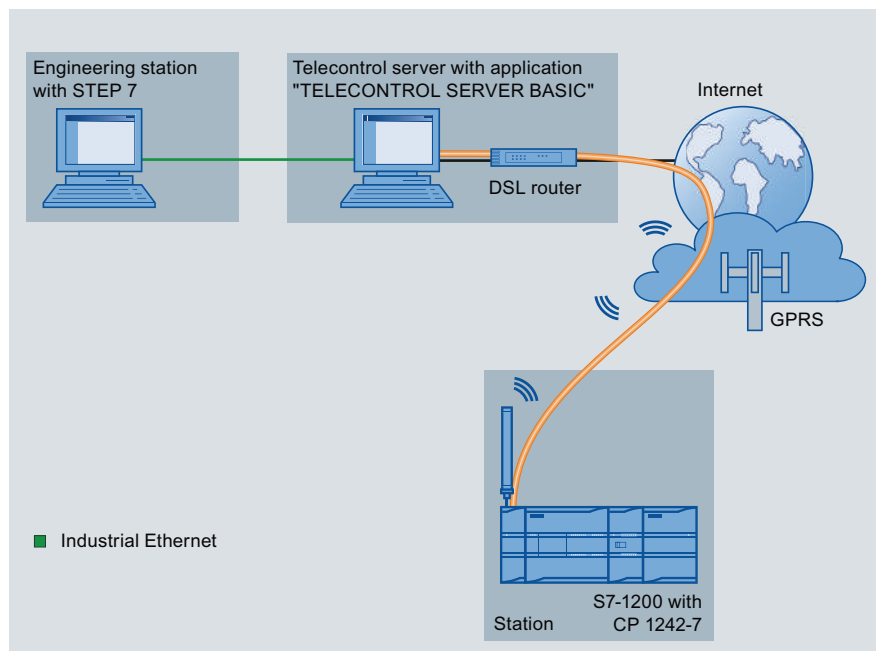 Engineering station
with STEP 7
Telecontrol server with application
"TELECONTROL SERVER BASIC"
Internet
DSL router
GPRS
Industrial Ethernet
S7-1200 with
CP 1242-7
Station